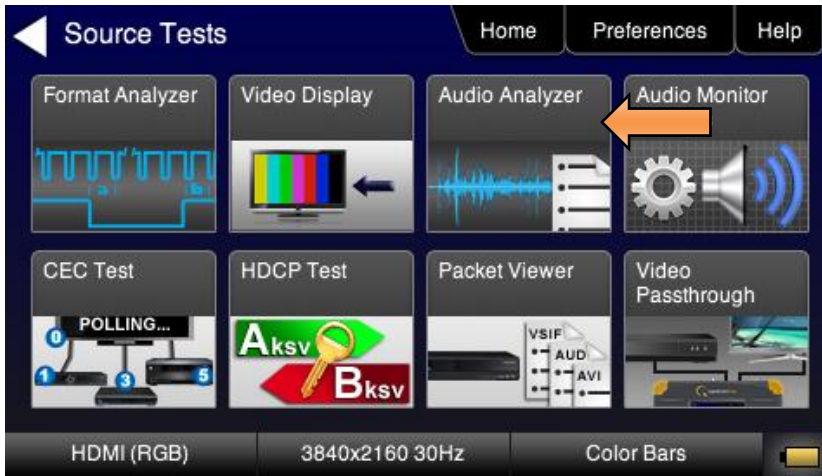 Source Tests
Home
Preferences
Help
Format Analyzer
Video Display
Audio Analyzer
Audio Monitor
a
b
CEC Test
HDCP Test
Packet Viewer
Video
Passthrough
POLLING...
0
1
3
5
Aksv
Bksv
VSIF
AUD
AVI
HDMI (RGB)
3840x2160 30Hz
Color Bars